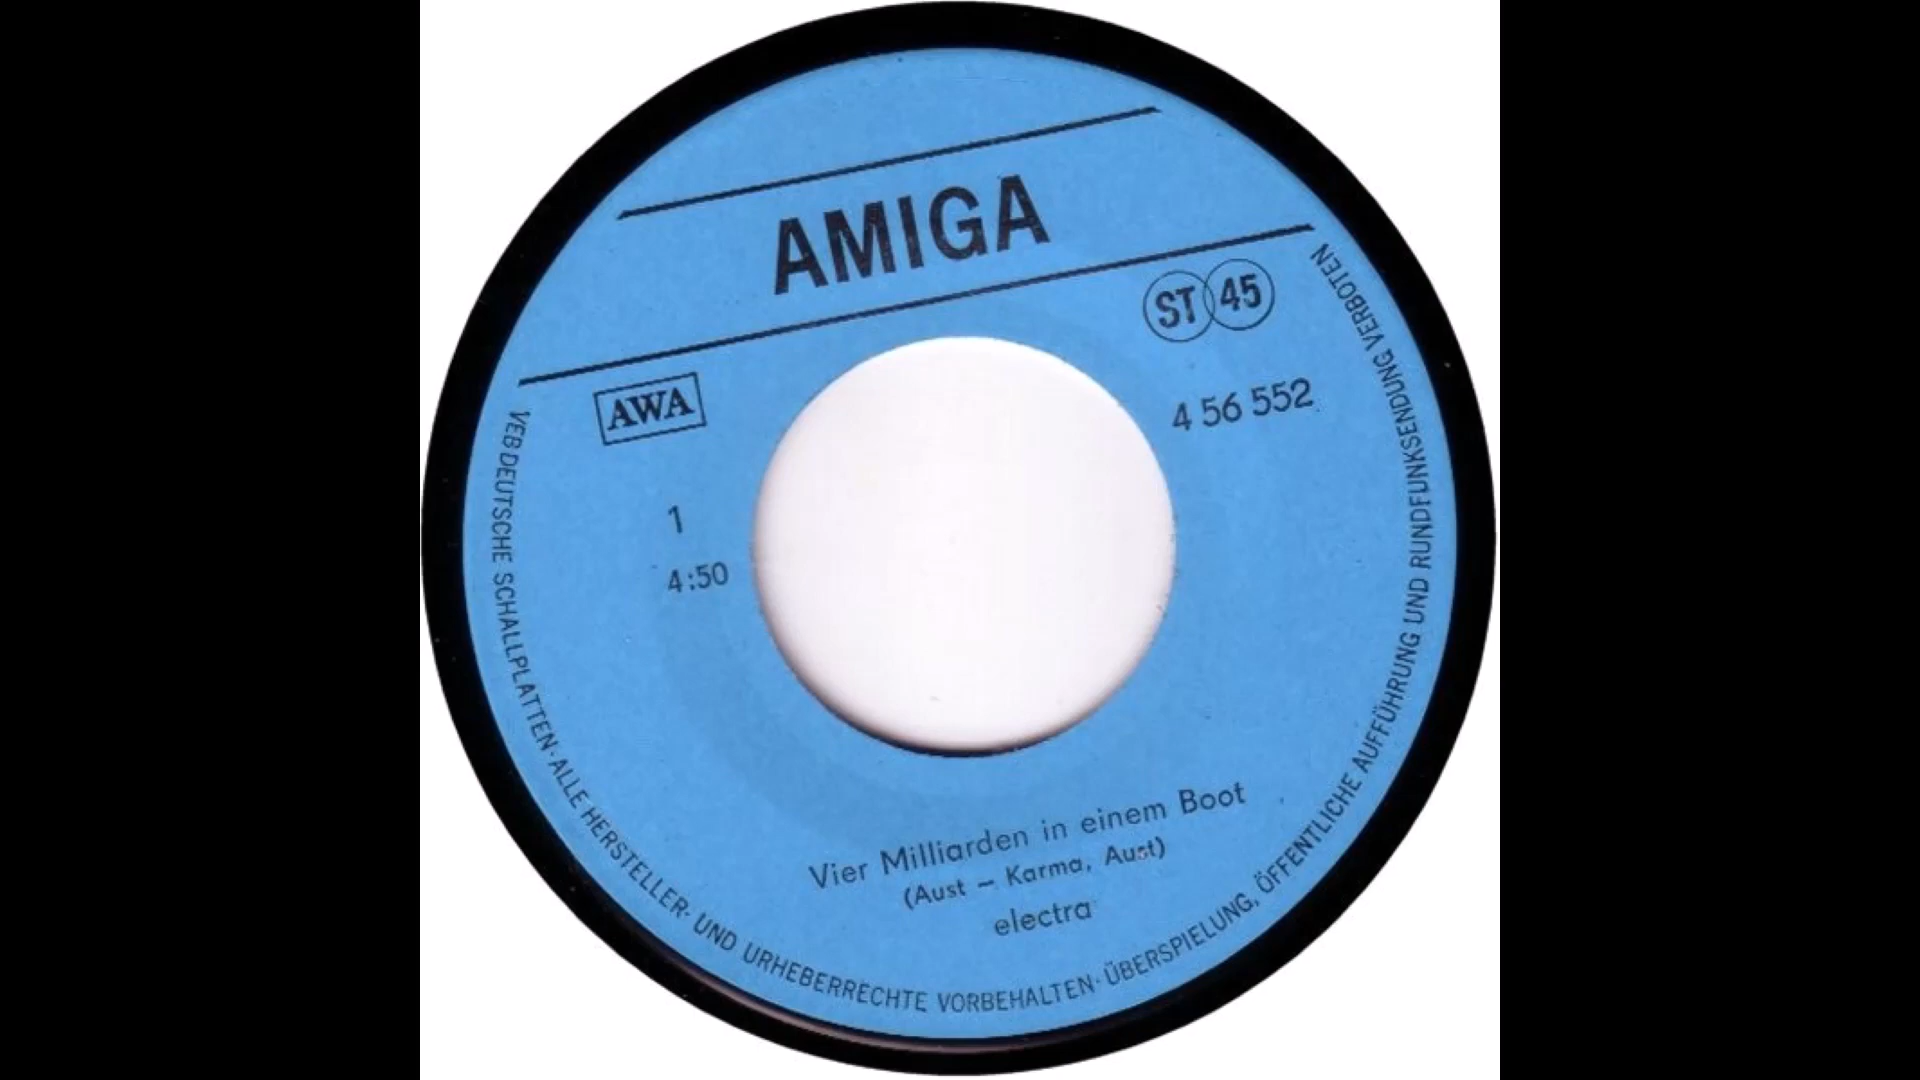 AMIGA
ST 45
AWA
4 56 552
1
4:50
Vier Milliarden in einem Boot
(Aust – Karma, Aust)
electra
VEB DEUTSCHE SCHALLPLATTEN · ALLE HERSTELLER- UND URHEBERRECHTE VORBEHALTEN · ÜBERSPIELUNG, ÖFFENTLICHE AUFFÜHRUNG UND RUNDFUNKSENDUNG VERBOTEN